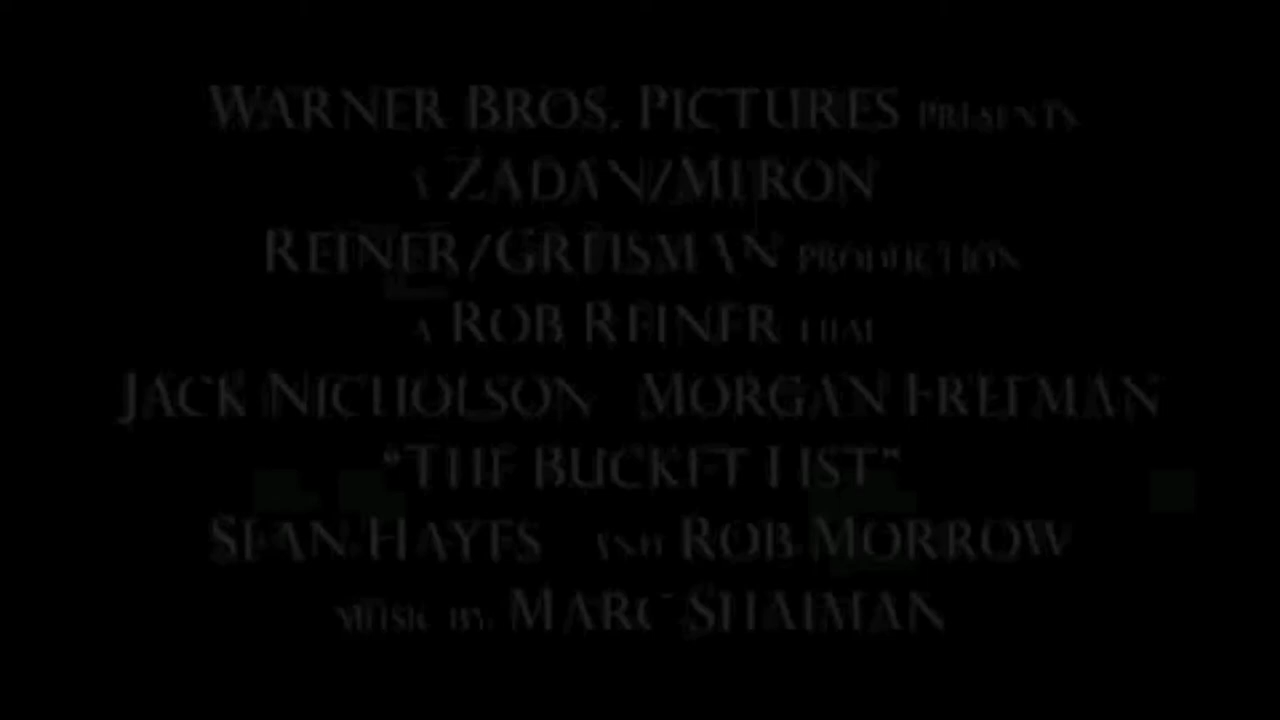 WARNER BROS. PICTURES PRESENTS
A ZADAN/MERON
REINER/GREISMAN PRODUCTION
A ROB REINER FILM
JACK NICHOLSON MORGAN FREEMAN
"THE BUCKET LIST"
SEAN HAYES AND ROB MORROW
MUSIC BY MARC SHAIMAN